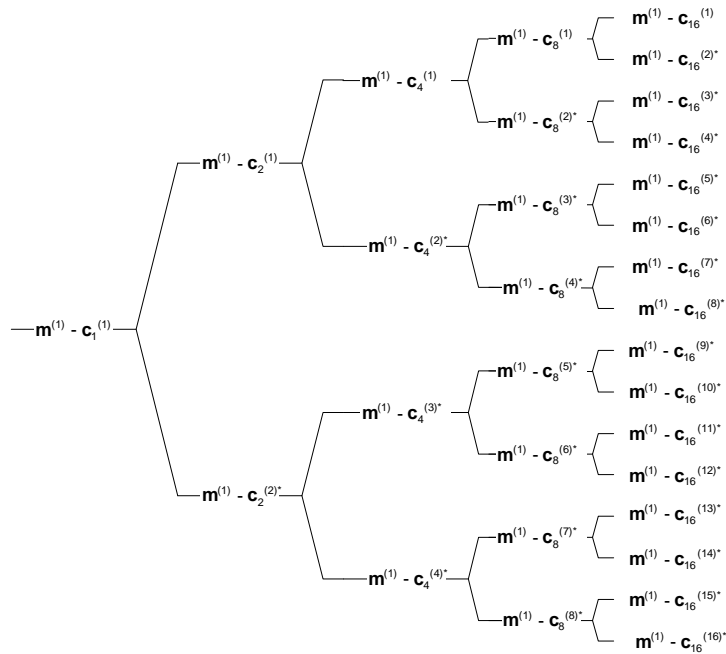 m(1) - c1(1)
m(1) - c2(1)
m(1) - c2(2)*
m(1) - c4(1)
m(1) - c4(2)*
m(1) - c4(3)*
m(1) - c4(4)*
m(1) - c8(1)
m(1) - c8(2)*
m(1) - c8(3)*
m(1) - c8(4)*
m(1) - c8(5)*
m(1) - c8(6)*
m(1) - c8(7)*
m(1) - c8(8)*
m(1) - c16(1)
m(1) - c16(2)*
m(1) - c16(3)*
m(1) - c16(4)*
m(1) - c16(5)*
m(1) - c16(6)*
m(1) - c16(7)*
m(1) - c16(8)*
m(1) - c16(9)*
m(1) - c16(10)*
m(1) - c16(11)*
m(1) - c16(12)*
m(1) - c16(13)*
m(1) - c16(14)*
m(1) - c16(15)*
m(1) - c16(16)*